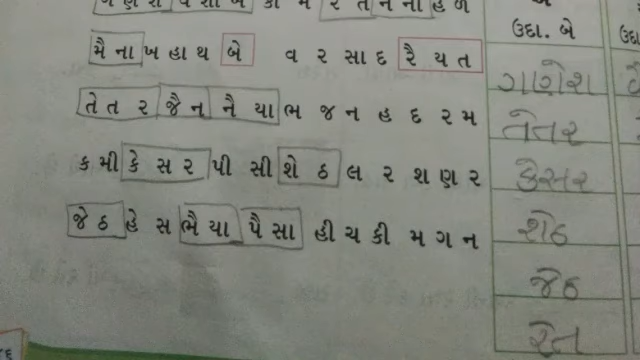 ઉદા. બે
મૈ ના ખ હા થ બે વ ર સા દ રૈ ય ત
તે ત ર જૈ ન નૈ યા ભ જ ન હ દ ર મ
ક મી કે સ ર પી સી શે ઠ લ ર શ ણ ર
જે ઠ હે સ ભૈ યા પૈ સા હી ચ કી મ ગ ન
ગણેશ
તેતર
કેસર
શેઠ
જેઠ
રેત